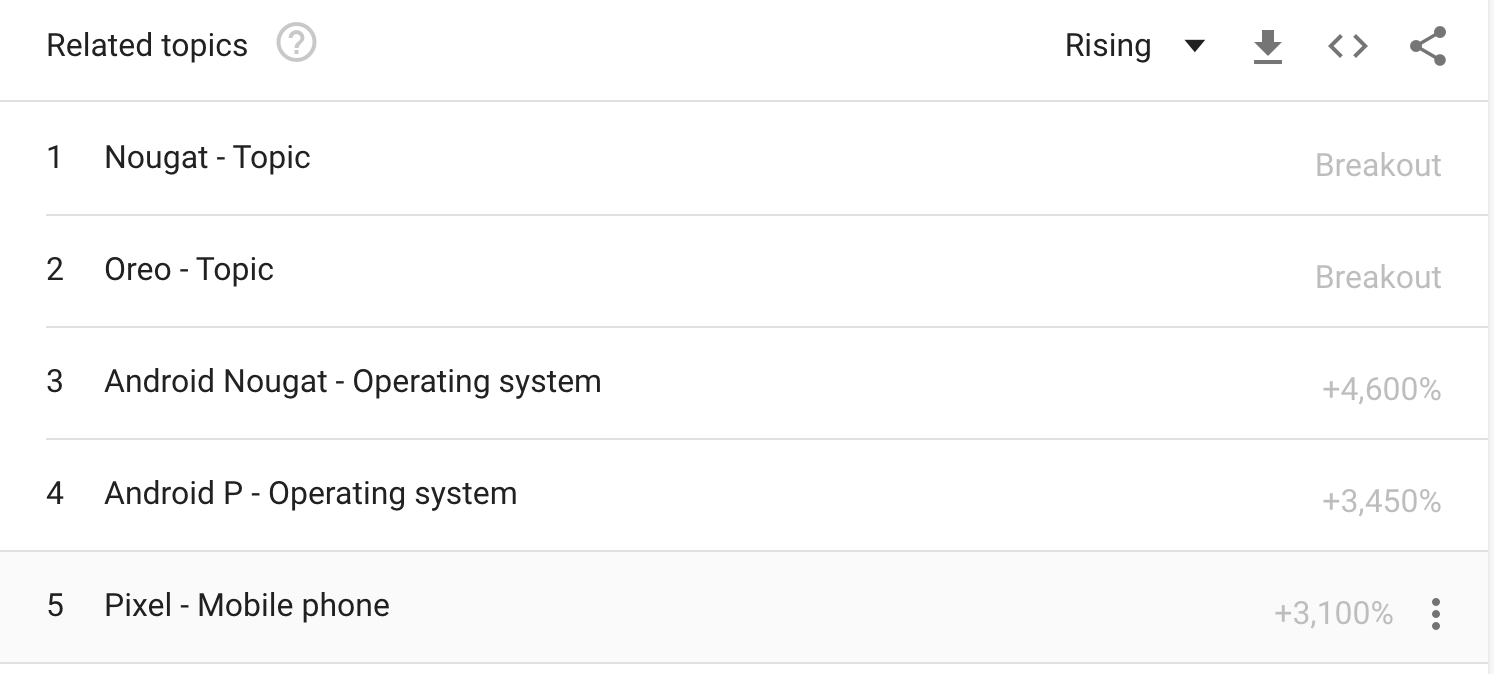 Related topics ? Rising
1 Nougat - Topic Breakout
2 Oreo - Topic Breakout
3 Android Nougat - Operating system +4,600%
4 Android P - Operating system +3,450%
5 Pixel - Mobile phone +3,100%